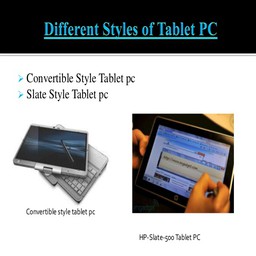 Different Styles of Tablet PC
Convertible Style Tablet pc
Slate Style Tablet pc
Convertible style tablet pc
HP-Slate-500 Tablet PC